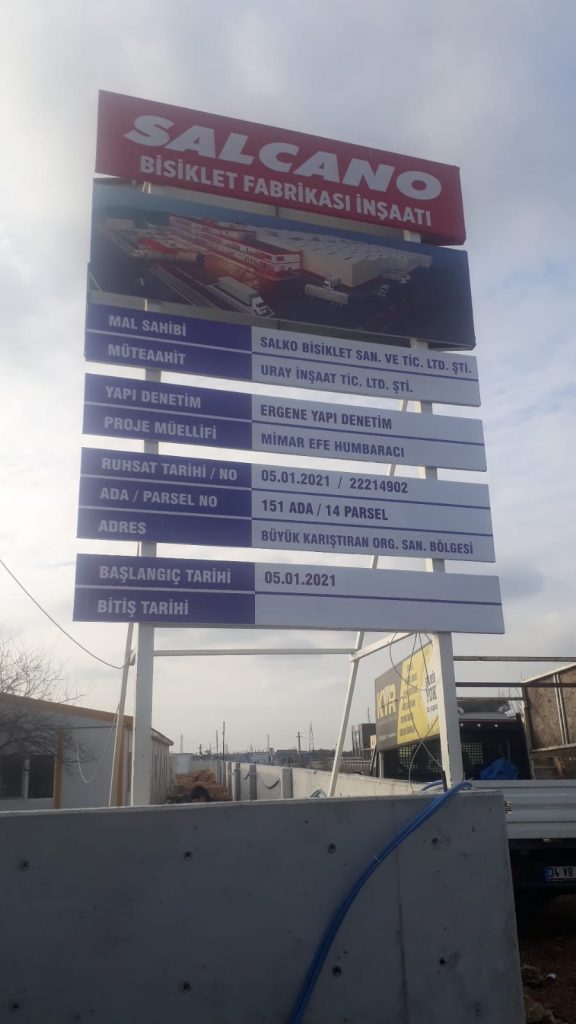 SALCANO
BİSİKLET FABRİKASI İNŞAATI
MAL SAHİBİ SALKO BİSİKLET SAN. VE TİC. LTD. ŞTİ.
MÜTEAAHİT URAY İNŞAAT TİC. LTD. ŞTİ.
YAPI DENETİM ERGENE YAPI DENETİM
PROJE MÜELLİFİ MİMAR EFE HUMBARACI
RUHSAT TARİHİ / NO 05.01.2021 / 22214902
ADA / PARSEL NO 151 ADA / 14 PARSEL
ADRES BÜYÜK KARIŞTIRAN ORG. SAN. BÖLGESİ
BAŞLANGIÇ TARİHİ 05.01.2021
BİTİŞ TARİHİ
YOK
34 VR